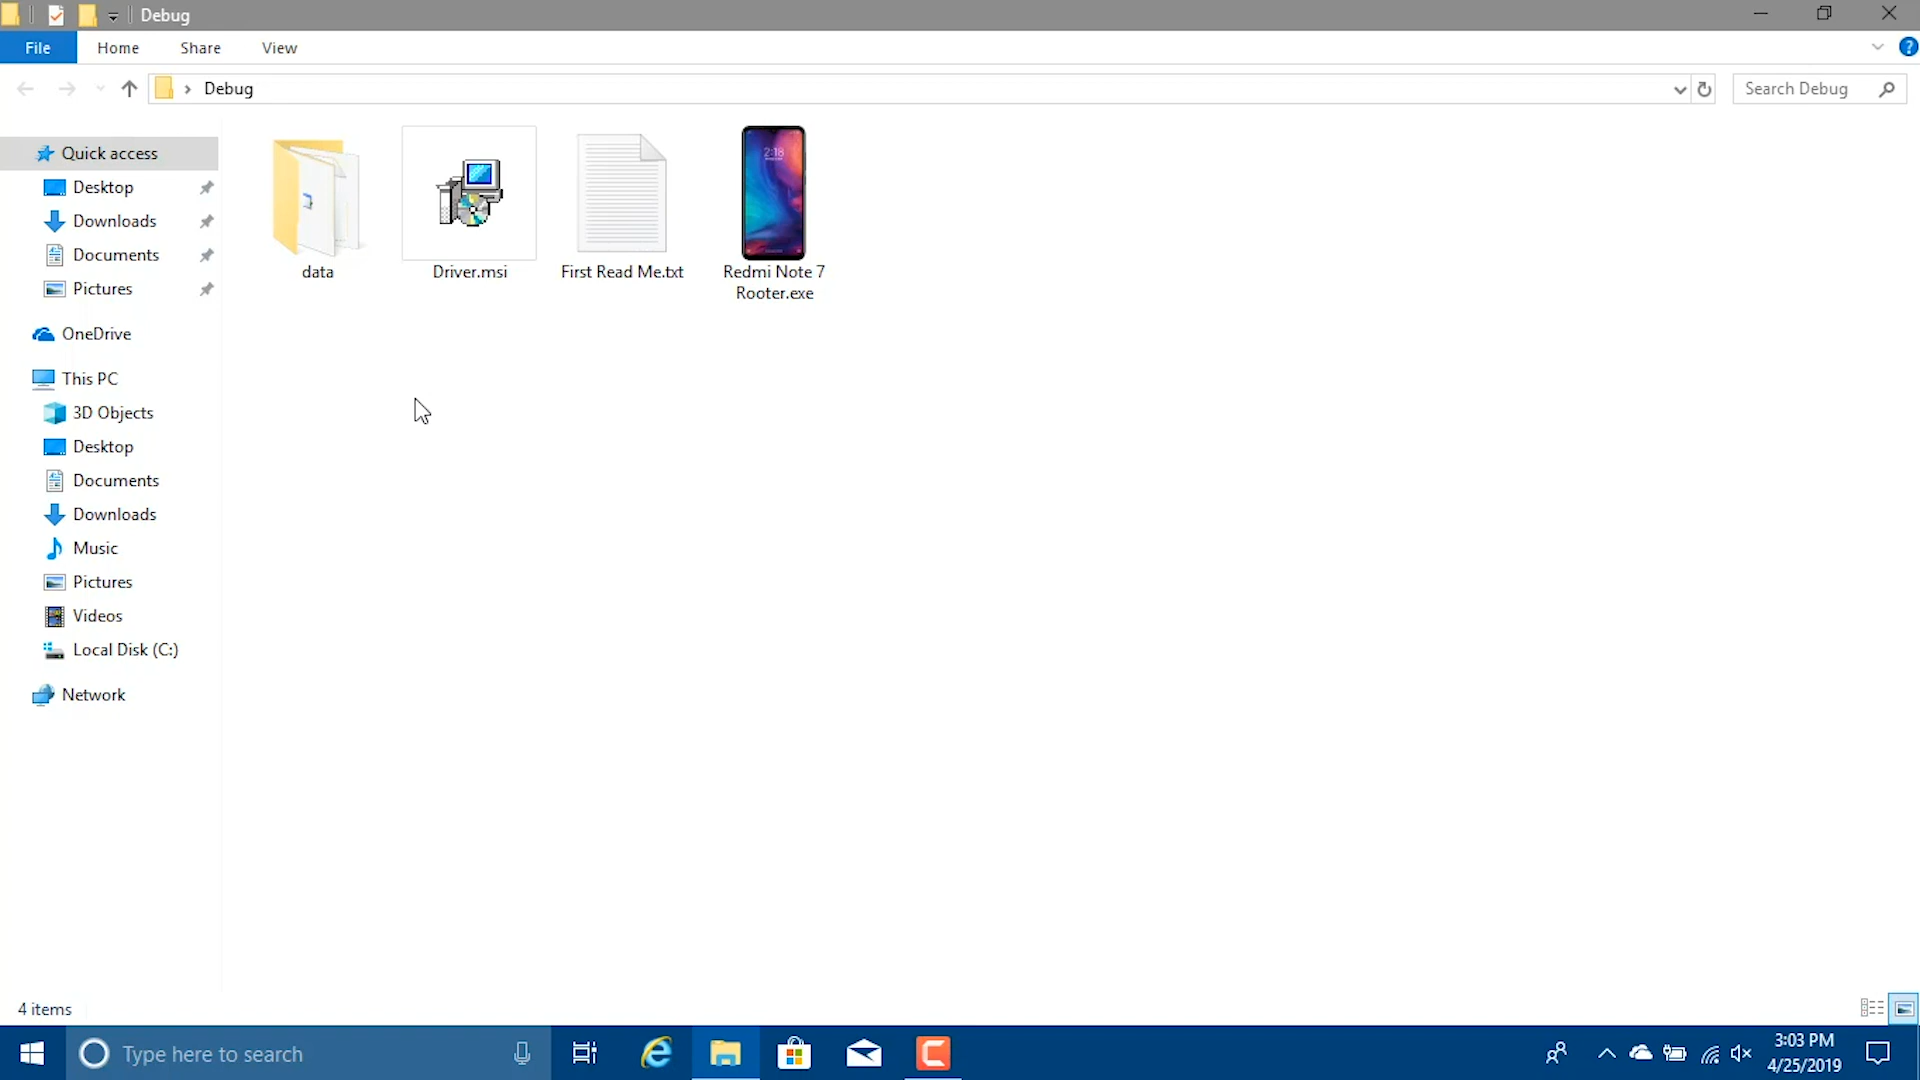 Debug
File Home Share View
Debug
Search Debug
Quick access
Desktop
Downloads
Documents
Pictures
OneDrive
This PC
3D Objects
Desktop
Documents
Downloads
Music
Pictures
Videos
Local Disk (C:)
Network
data
Driver.msi
First Read Me.txt
2:18
Redmi Note 7
Rooter.exe
4 items
Type here to search
3:03 PM
4/25/2019